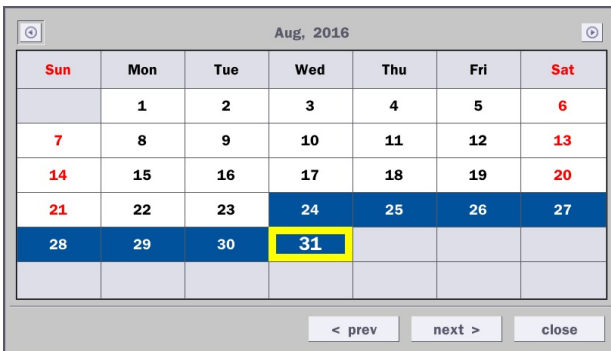 Aug, 2016
Sun Mon Tue Wed Thu Fri Sat
1 2 3 4 5 6
7 8 9 10 11 12 13
14 15 16 17 18 19 20
21 22 23 24 25 26 27
28 29 30 31
< prev next > close